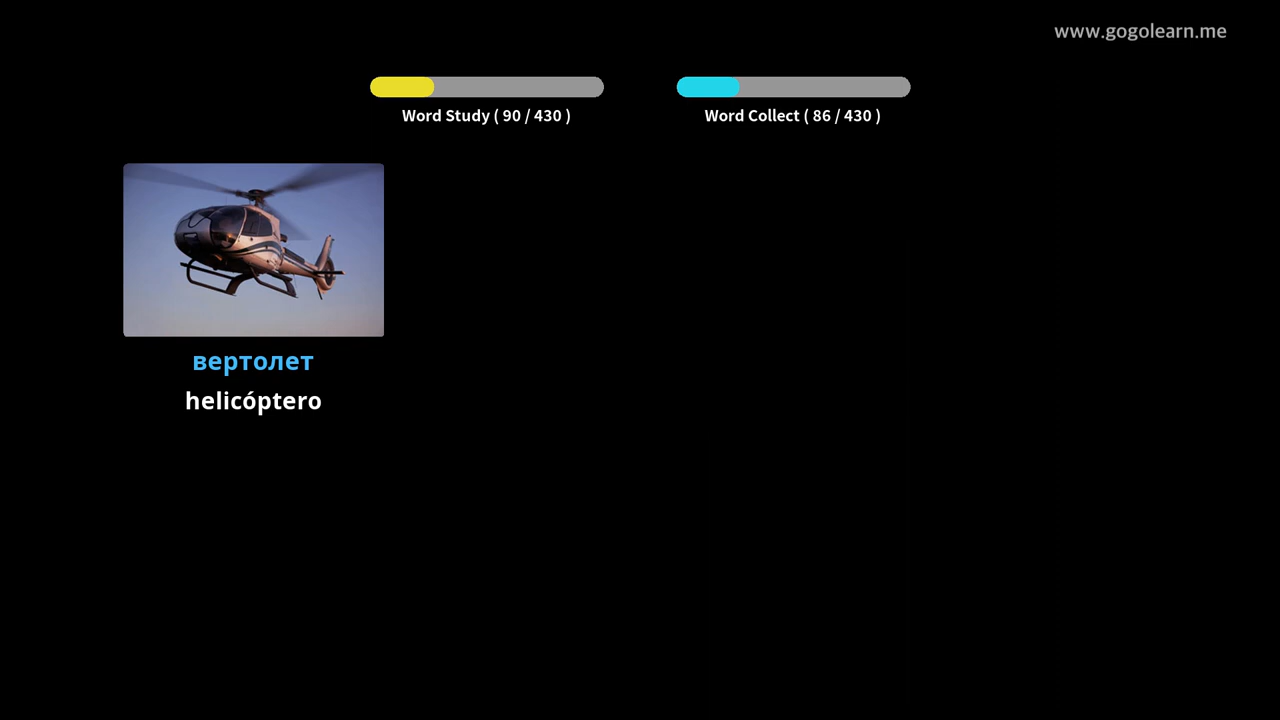 www.gogolearn.me
Word Study ( 90 / 430 )
Word Collect ( 86 / 430 )
вертолет
helicóptero